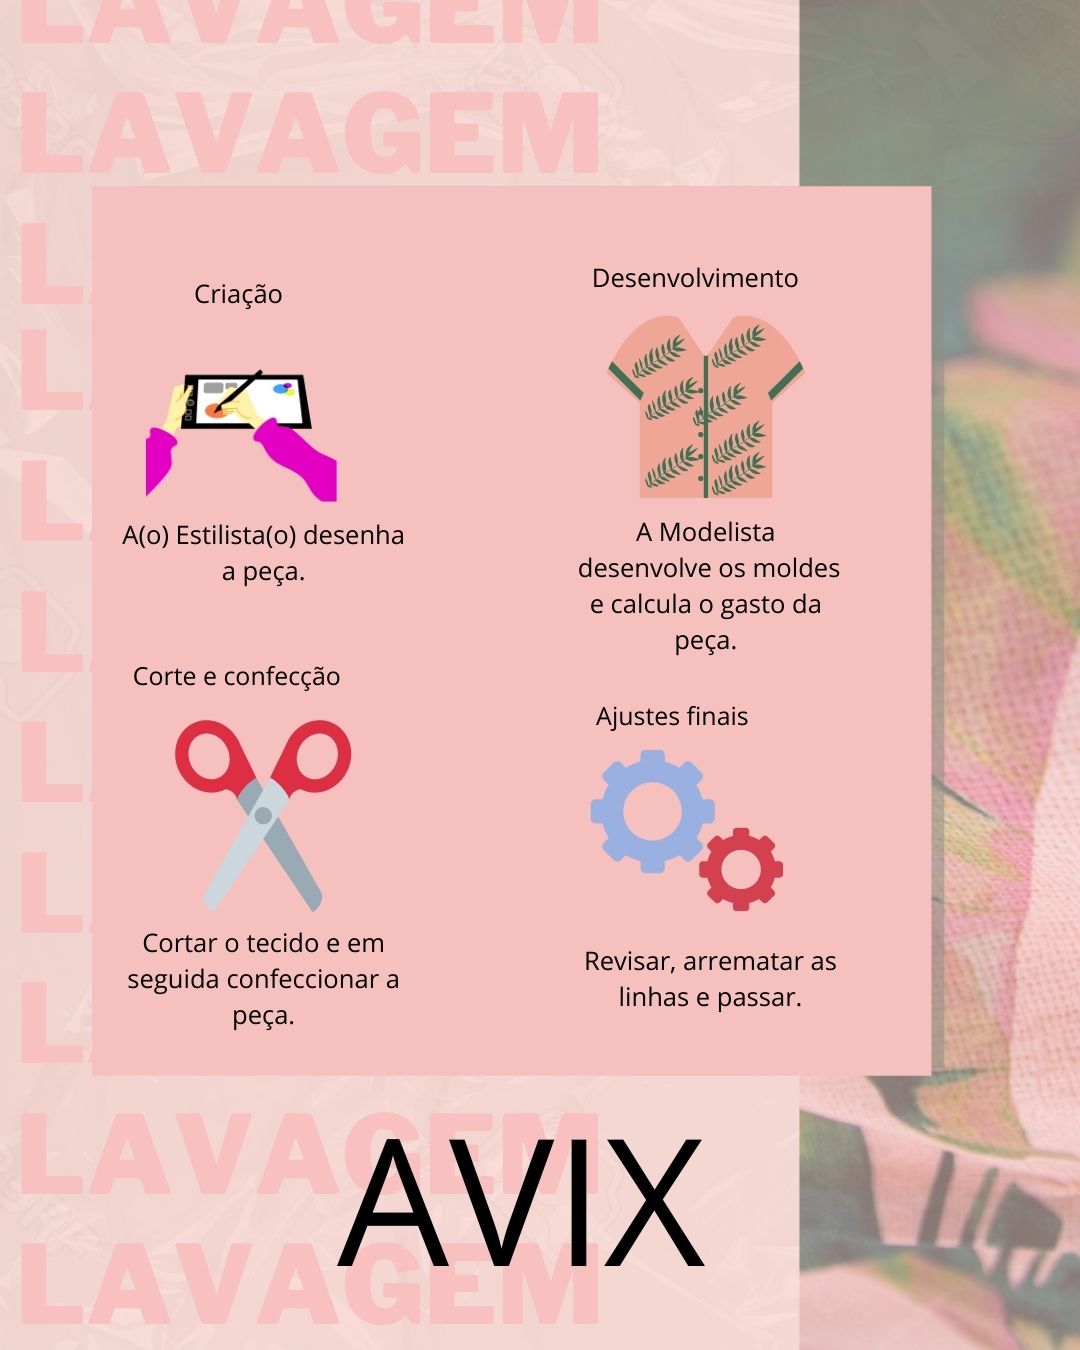 LAVAGEM
LAVAGEM
Criação
Desenvolvimento
A(o) Estilista(o) desenha
a peça.
A Modelista
desenvolve os moldes
e calcula o gasto da
peça.
Corte e confecção
Ajustes finais
Cortar o tecido e em
seguida confeccionar a
peça.
Revisar, arrematar as
linhas e passar.
LAVAGEM
AVIX
LAVAGEM